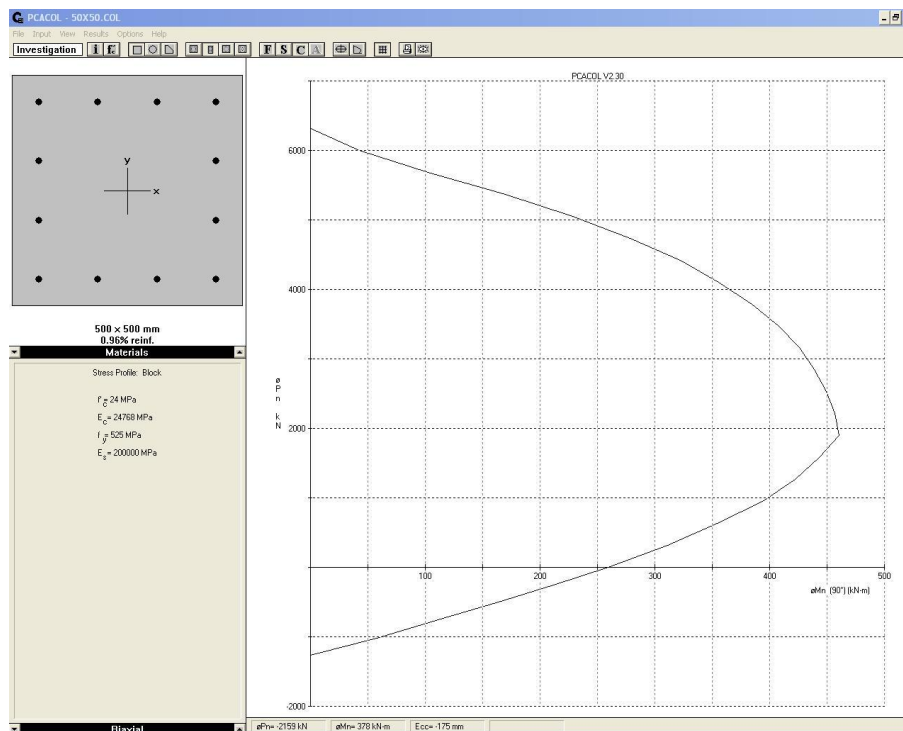 PCACOL - 50X50.COL
File Input View Results Options Help
Investigation
F S C A
y
x
500 x 500 mm
0.96% reinf.
Materials
Stress Profile: Block
f'c = 24 MPa
Ec = 24768 MPa
fy = 525 MPa
Es = 200000 MPa
Biaxial
PCACOL V2.30
6000
4000
øPn kN
2000
100 200 300 400 500
øMn (90°) (kN-m)
-2000
øPn= -2159 kN øMn= 378 kN-m Ecc= -175 mm